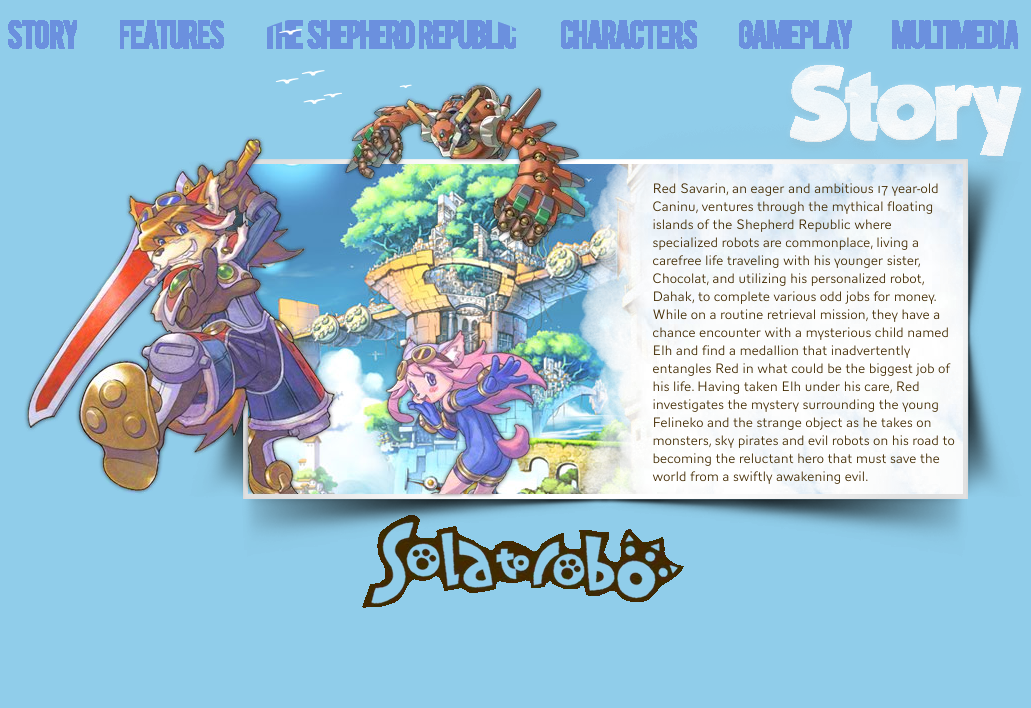 STORY FEATURES THE SHEPHERD REPUBLIC CHARACTERS GAMEPLAY MULTIMEDIA
Story
Red Savarin, an eager and ambitious 17 year-old
Caninu, ventures through the mythical floating
islands of the Shepherd Republic where
specialized robots are commonplace, living a
carefree life traveling with his younger sister,
Chocolat, and utilizing his personalized robot,
Dahak, to complete various odd jobs for money.
While on a routine retrieval mission, they have a
chance encounter with a mysterious child named
Elh and find a medallion that inadvertently
entangles Red in what could be the biggest job of
his life. Having taken Elh under his care, Red
investigates the mystery surrounding the young
Felineko and the strange object as he takes on
monsters, sky pirates and evil robots on his road to
becoming the reluctant hero that must save the
world from a swiftly awakening evil.
Solatorobo